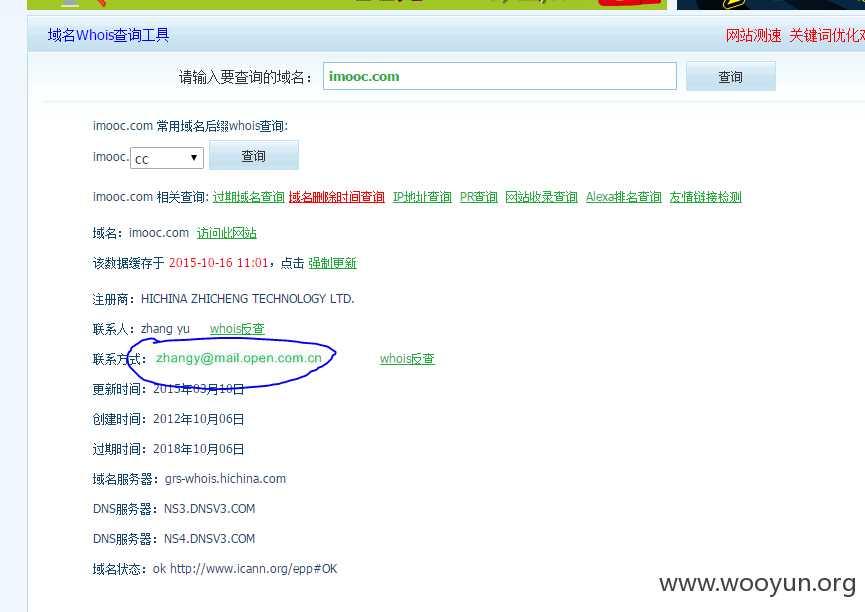 域名Whois查询工具
网站测速 关键词优化
请输入要查询的域名： imooc.com 查询
imooc.com 常用域名后缀whois查询:
imooc. cc 查询
imooc.com 相关查询: 过期域名查询 域名删除时间查询 IP地址查询 PR查询 网站收录查询 Alexa排名查询 友情链接检测
域名：imooc.com 访问此网站
该数据缓存于 2015-10-16 11:01，点击 强制更新
注册商：HICHINA ZHICHENG TECHNOLOGY LTD.
联系人：zhang yu whois反查
联系方式：zhangy@mail.open.com.cn whois反查
更新时间：2015年03月10日
创建时间：2012年10月06日
过期时间：2018年10月06日
域名服务器：grs-whois.hichina.com
DNS服务器：NS3.DNSV3.COM
DNS服务器：NS4.DNSV3.COM
域名状态：ok http://www.icann.org/epp#OK
www.wooyun.org